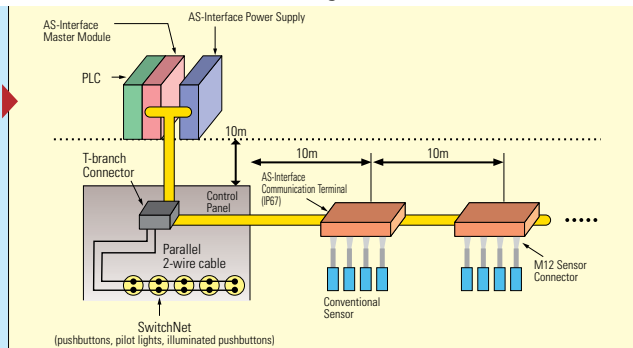 AS-Interface
Master Module
AS-Interface Power Supply
PLC
10m
10m
10m
T-branch
Connector
AS-Interface
Communication Terminal
(IP67)
Control
Panel
Parallel
2-wire cable
M12 Sensor
Connector
Conventional
Sensor
SwitchNet
(pushbuttons, pilot lights, illuminated pushbuttons)